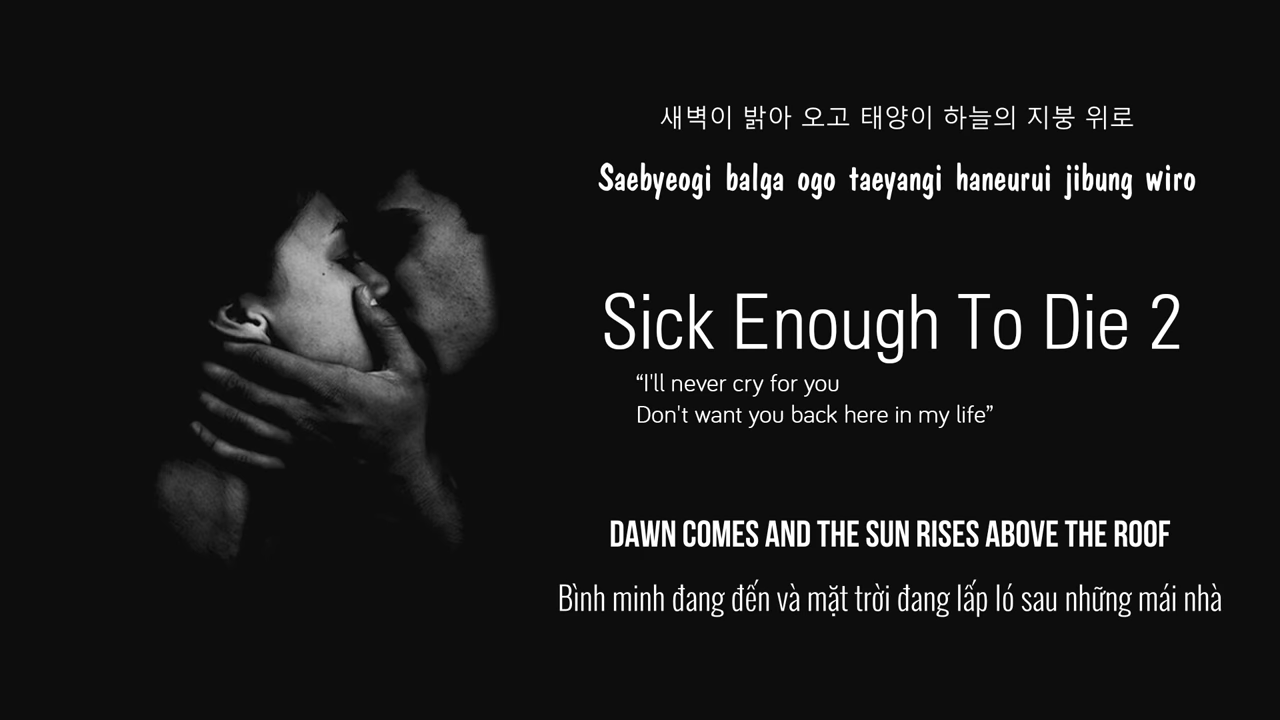 새벽이 밝아 오고 태양이 하늘의 지붕 위로
Saebyeogi balga ogo taeyangi haneurui jibung wiro
Sick Enough To Die 2
“I'll never cry for you
Don't want you back here in my life”
DAWN COMES AND THE SUN RISES ABOVE THE ROOF
Bình minh đang đến và mặt trời đang lấp ló sau những mái nhà